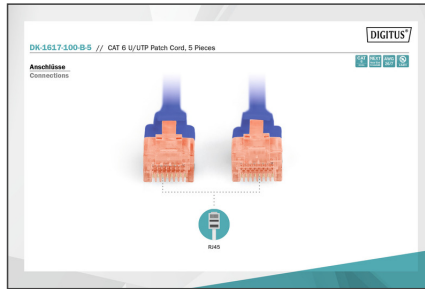 DIGITUS®
DK-1617-100-B-5 // CAT 6 U/UTP Patch Cord, 5 Pieces
Anschlüsse
Connections
RJ45